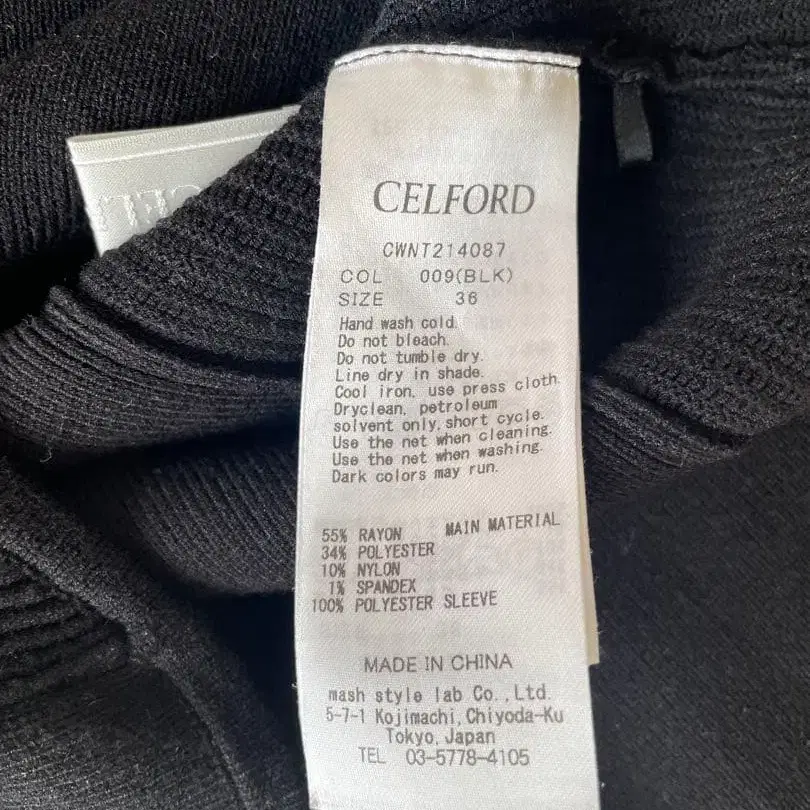 CELFORD
CWNT214087
COL 009(BLK)
SIZE 36
Hand wash cold.
Do not bleach.
Do not tumble dry.
Line dry in shade.
Cool iron, use press cloth.
Dryclean, petroleum
solvent only, short cycle.
Use the net when cleaning.
Use the net when washing.
Dark colors may run.
55% RAYON MAIN MATERIAL
34% POLYESTER
10% NYLON
1% SPANDEX
100% POLYESTER SLEEVE
MADE IN CHINA
mash style lab Co., Ltd.
5-7-1 Kojimachi, Chiyoda-Ku
Tokyo, Japan
TEL 03-5778-4105